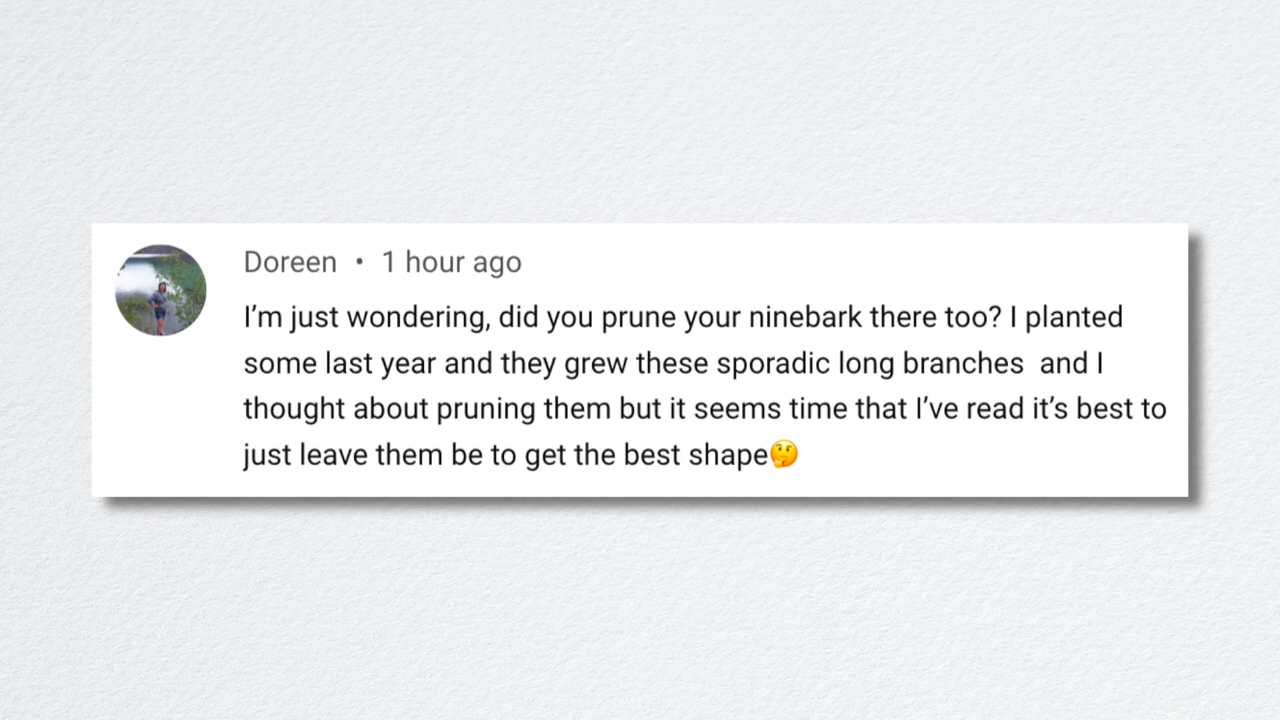 Doreen • 1 hour ago
I’m just wondering, did you prune your ninebark there too? I planted
some last year and they grew these sporadic long branches  and I
thought about pruning them but it seems time that I’ve read it’s best to
just leave them be to get the best shape🤔